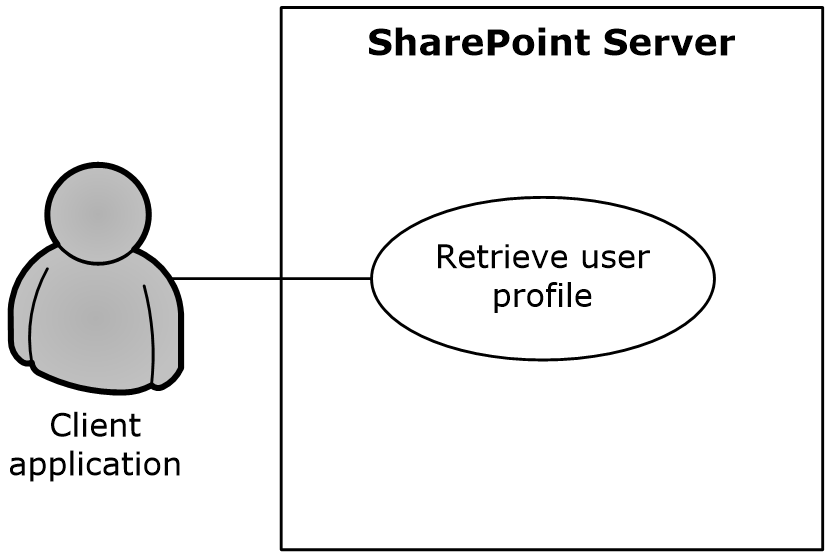 SharePoint Server
Retrieve user
profile
Client
application